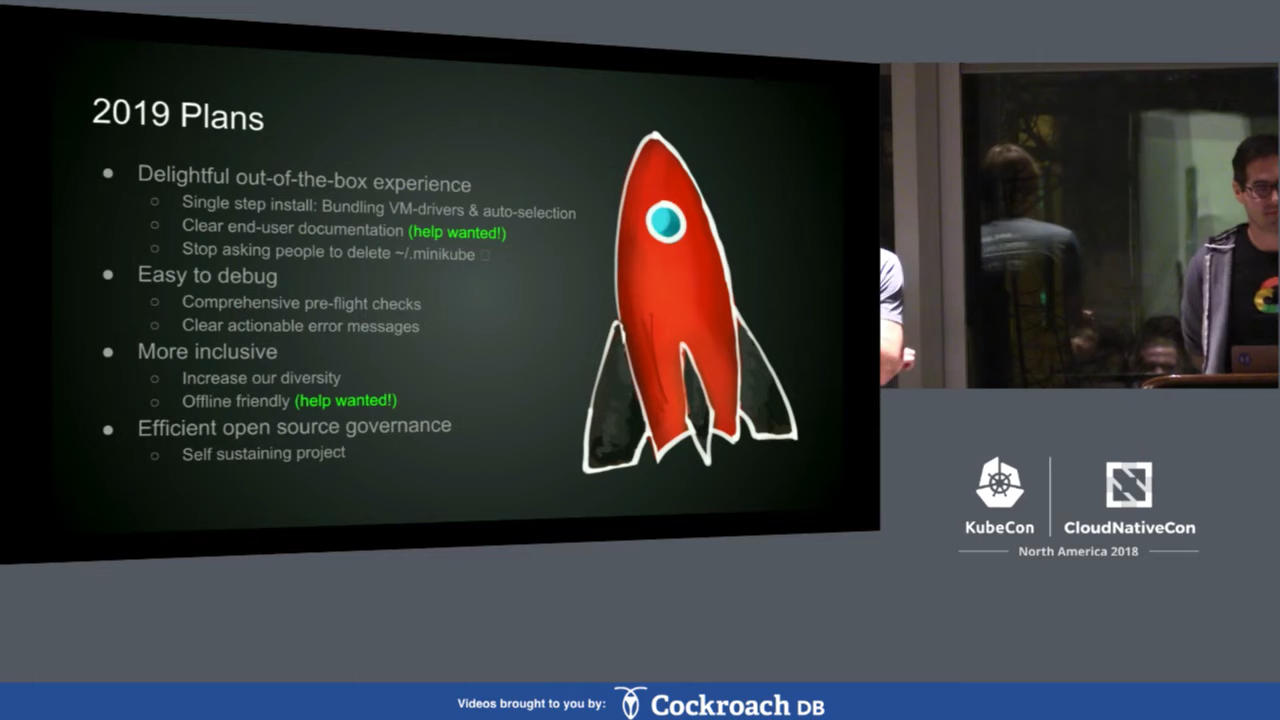 2019 Plans
Delightful out-of-the-box experience
Single step install: Bundling VM-drivers & auto-selection
Clear end-user documentation (help wanted!)
Stop asking people to delete ~/.minikube
Easy to debug
Comprehensive pre-flight checks
Clear actionable error messages
More inclusive
Increase our diversity
Offline friendly (help wanted!)
Efficient open source governance
Self sustaining project
KubeCon
CloudNativeCon
North America 2018
Videos brought to you by:
Cockroach DB